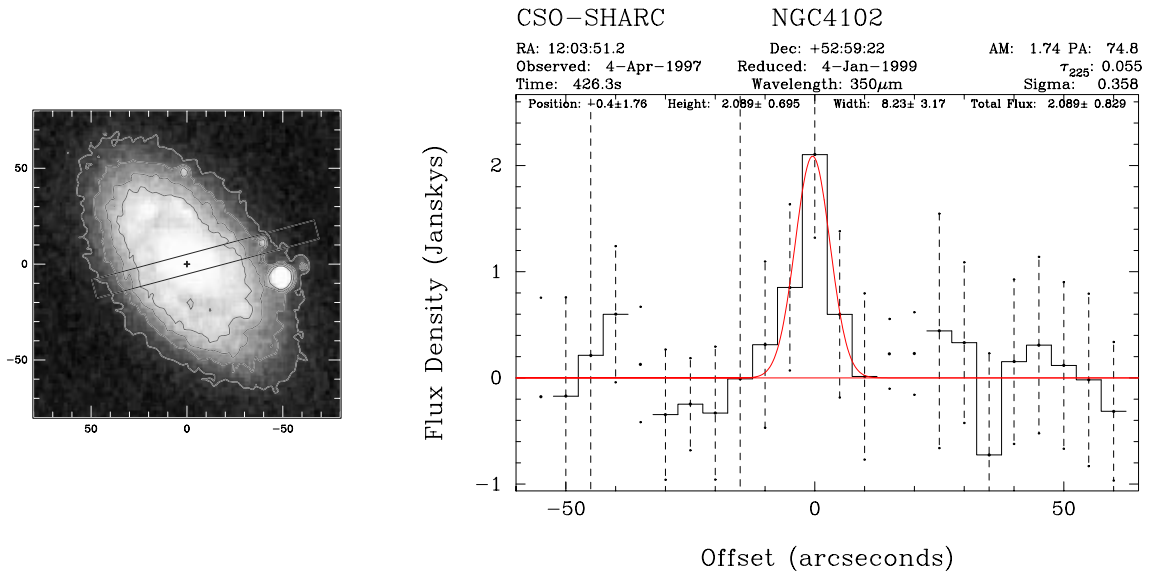 CSO-SHARC NGC4102
RA: 12:03:51.2 Dec: +52:59:22 AM: 1.74 PA: 74.8
Observed: 4-Apr-1997 Reduced: 4-Jan-1999 τ225: 0.055
Time: 426.3s Wavelength: 350μm Sigma: 0.358
Position: -0.4±1.76 Height: 2.089± 0.695 Width: 8.23± 3.17 Total Flux: 2.089± 0.829
50
0
-50
50 0 -50
Flux Density (Janskys)
2
1
0
-1
-50 0 50
Offset (arcseconds)